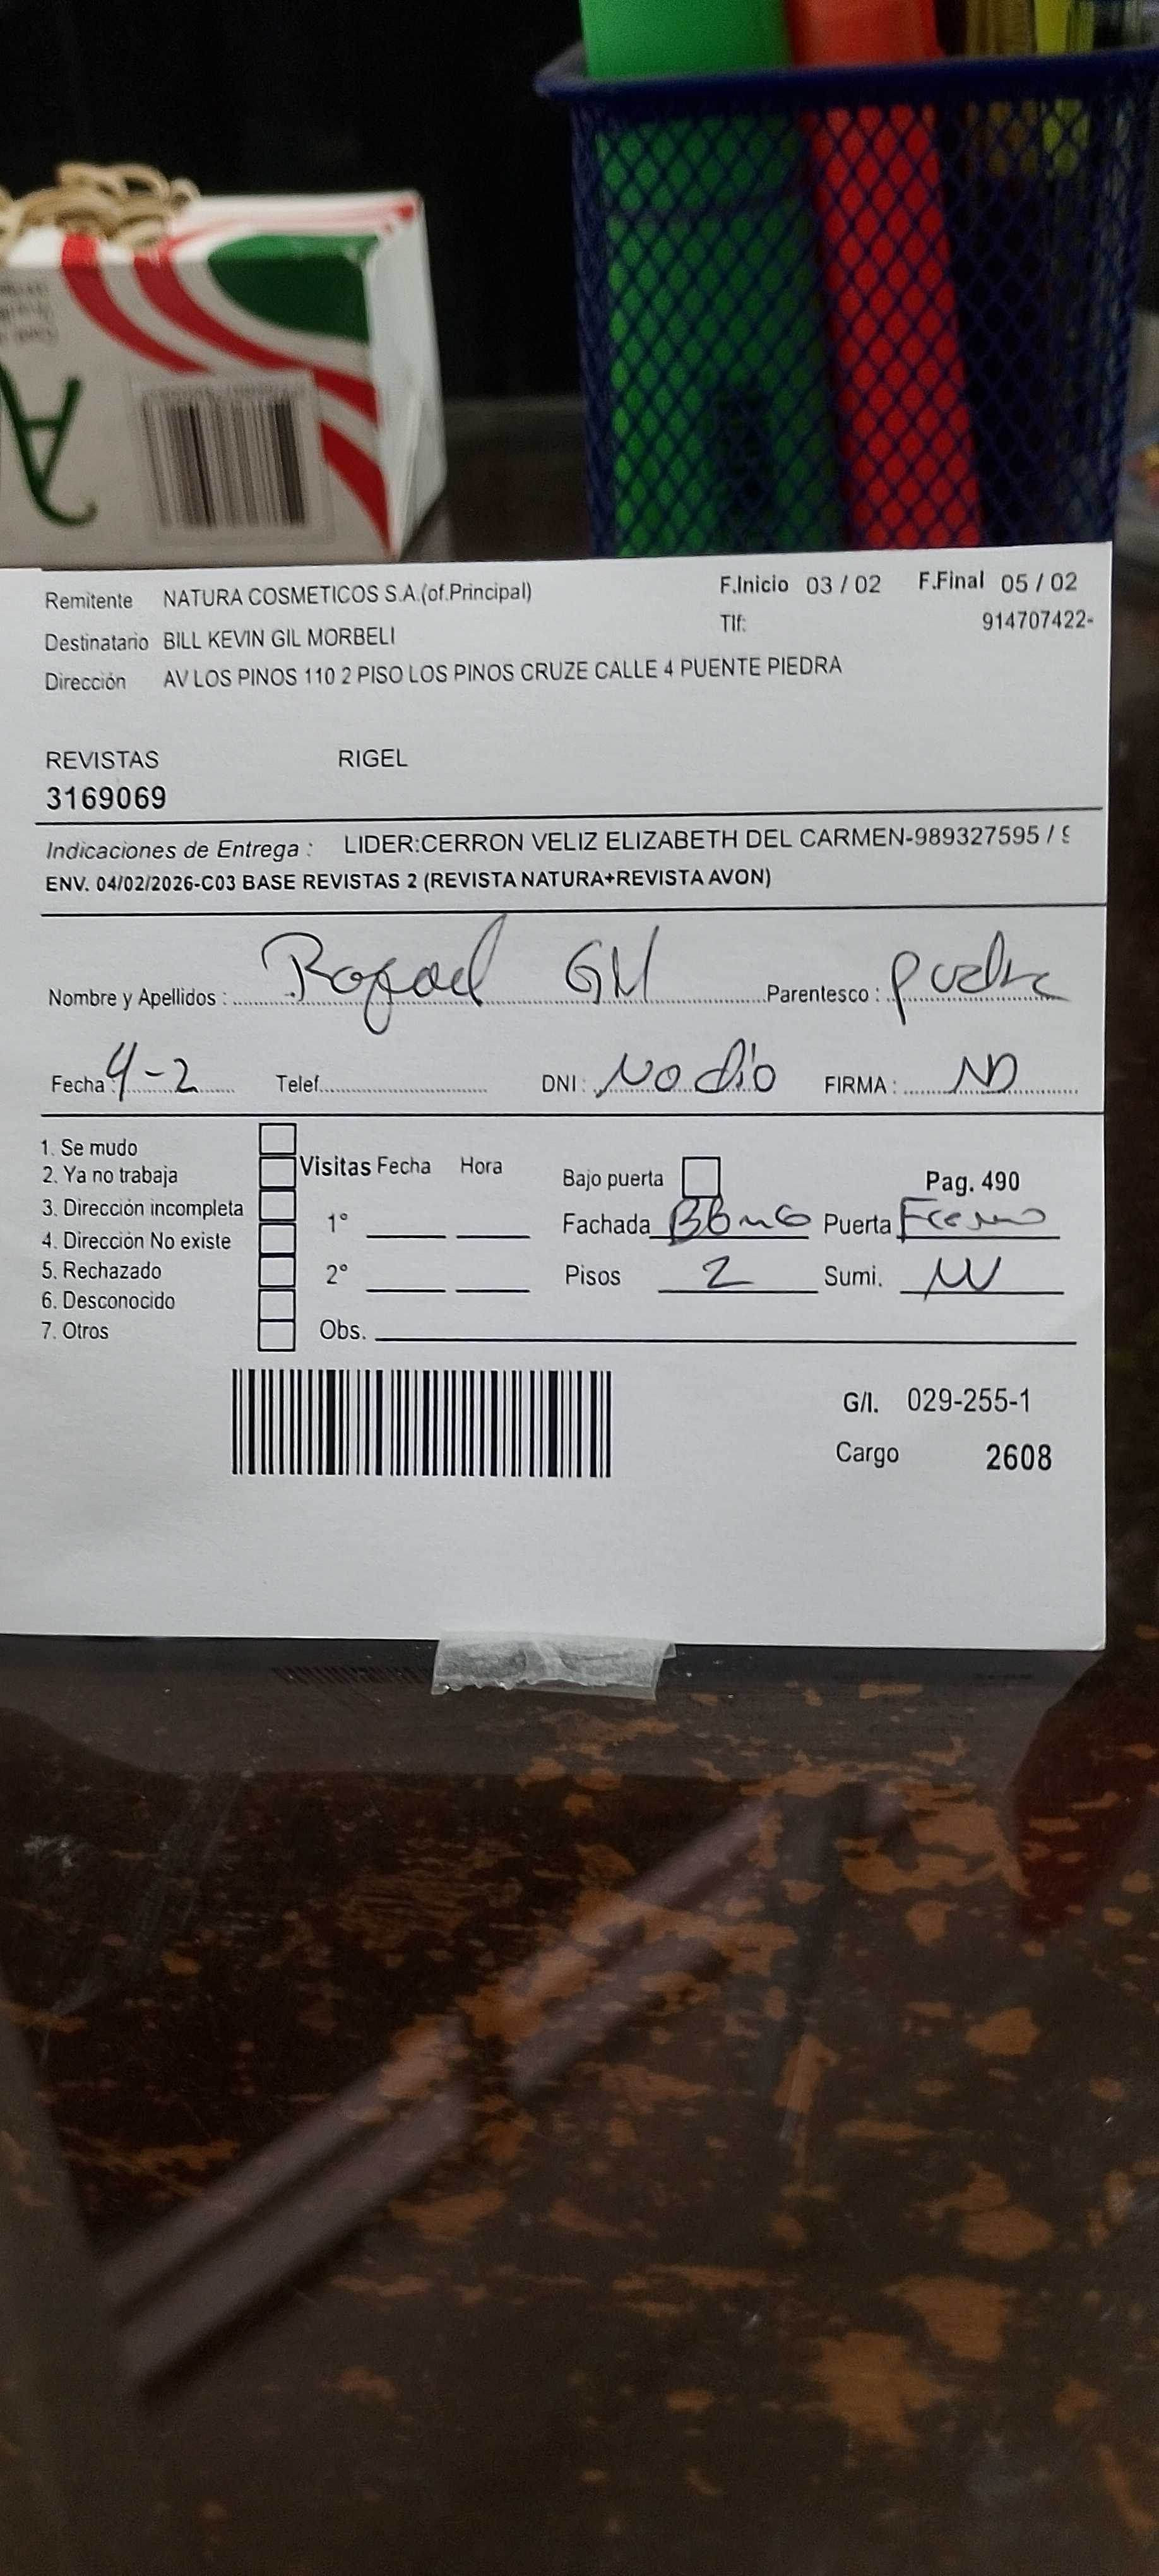 Remitente NATURA COSMETICOS S.A.(of.Principal) F.Inicio 03 / 02 F.Final 05 / 02
Destinatario BILL KEVIN GIL MORBELI Tlf: 914707422-
Dirección AV LOS PINOS 110 2 PISO LOS PINOS CRUZE CALLE 4 PUENTE PIEDRA
REVISTAS RIGEL
3169069
Indicaciones de Entrega : LIDER:CERRON VELIZ ELIZABETH DEL CARMEN-989327595 / 9
ENV. 04/02/2026-C03 BASE REVISTAS 2 (REVISTA NATURA+REVISTA AVON)
Nombre y Apellidos : Rafael Gil Parentesco :
Fecha : 4-2 Telef. DNI : No dio FIRMA : ND
1. Se mudo
2. Ya no trabaja Visitas Fecha Hora Bajo puerta Pag. 490
3. Dirección incompleta
1° Fachada Blanco Puerta
4. Dirección No existe
5. Rechazado 2° Pisos 2 Sumi.
6. Desconocido
7. Otros Obs.
G/I. 029-255-1
Cargo 2608